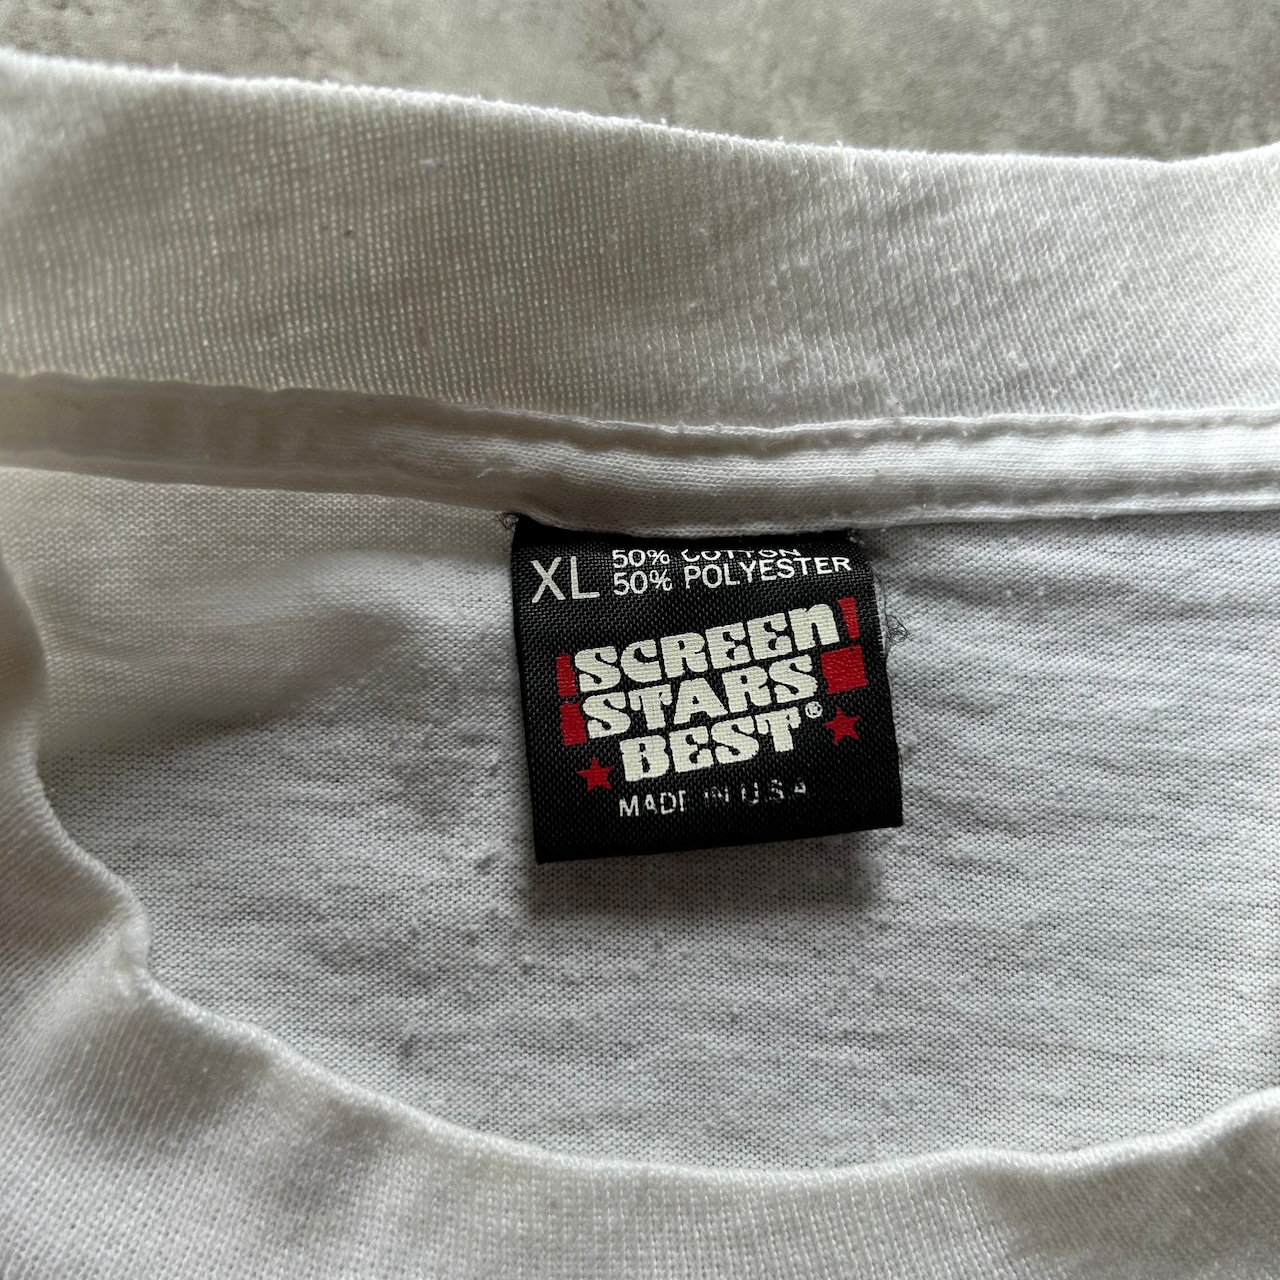 XL 50% COTTON
50% POLYESTER
SCREEN
STARS
BEST®
MADE IN U.S.A